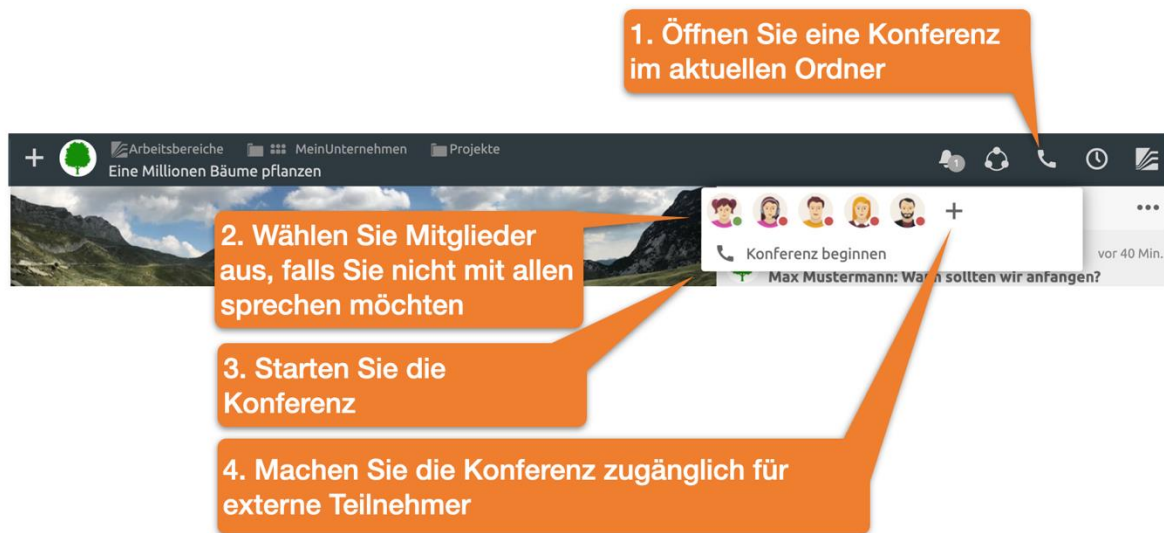 1. Öffnen Sie eine Konferenz
im aktuellen Ordner
Arbeitsbereiche MeinUnternehmen Projekte
Eine Millionen Bäume pflanzen
1
2. Wählen Sie Mitglieder
aus, falls Sie nicht mit allen
sprechen möchten
Konferenz beginnen
vor 40 Min.
Max Mustermann: Wann sollten wir anfangen?
3. Starten Sie die
Konferenz
4. Machen Sie die Konferenz zugänglich für
externe Teilnehmer